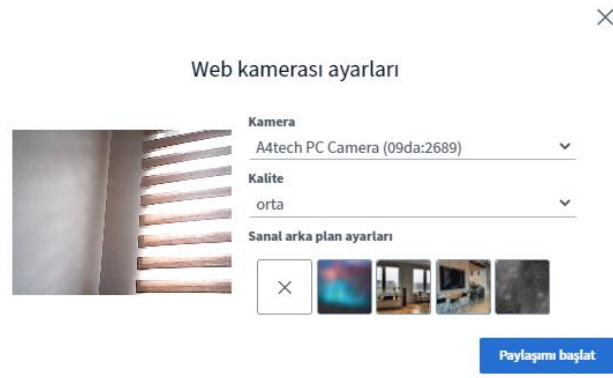 Web kamerası ayarları
Kamera
A4tech PC Camera (09da:2689)
Kalite
orta
Sanal arka plan ayarları
Paylaşımı başlat